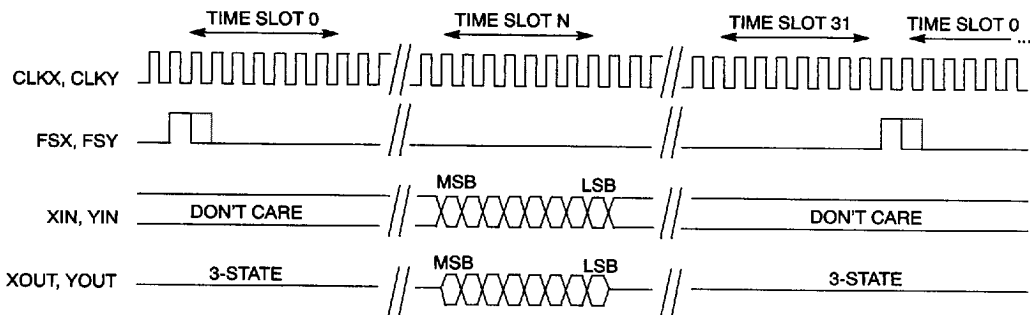 TIME SLOT 0
TIME SLOT N
TIME SLOT 31
TIME SLOT 0
...
CLKX, CLKY
FSX, FSY
MSB
LSB
XIN, YIN
DON'T CARE
DON'T CARE
MSB
LSB
XOUT, YOUT
3-STATE
3-STATE